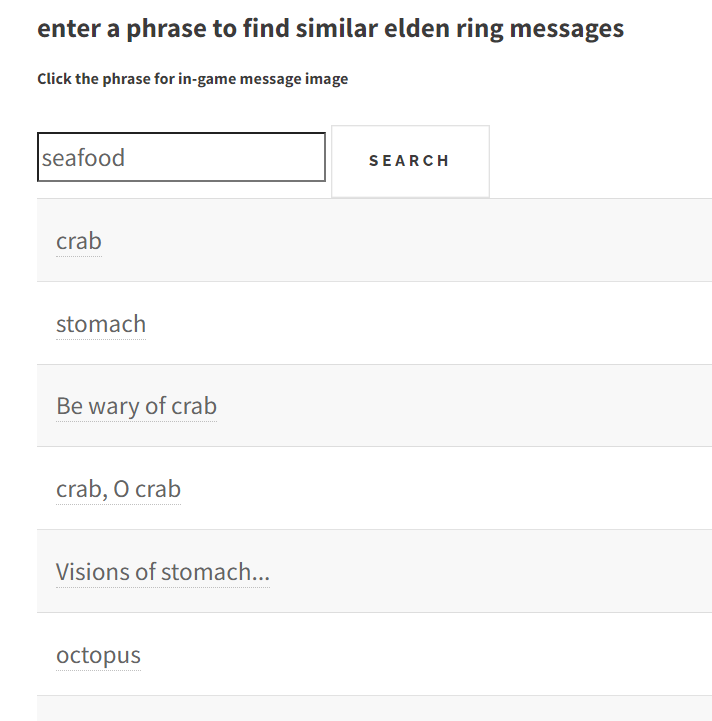 enter a phrase to find similar elden ring messages
Click the phrase for in-game message image
seafood
SEARCH
crab
stomach
Be wary of crab
crab, O crab
Visions of stomach...
octopus